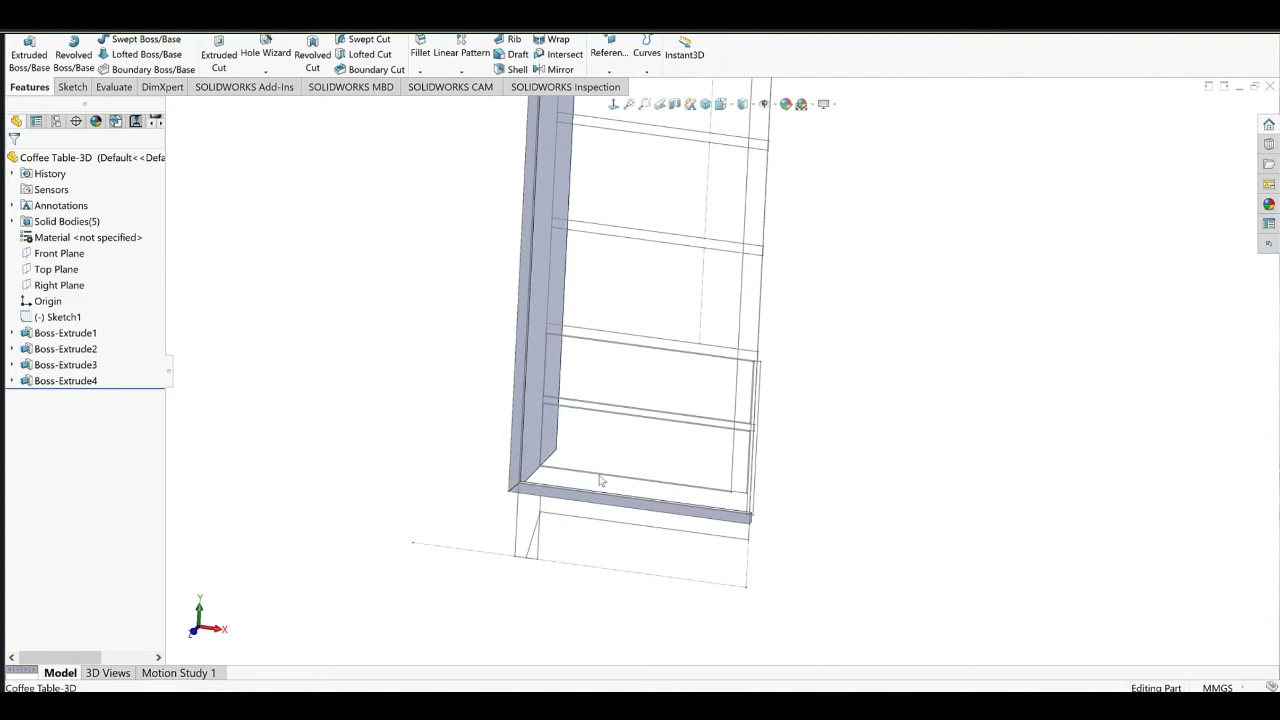 Swept Boss/Base Swept Cut Rib Wrap
Extruded Boss/Base Revolved Boss/Base Lofted Boss/Base Extruded Cut Hole Wizard Revolved Cut Lofted Cut Fillet Linear Pattern Draft Intersect Referen... Curves Instant3D
Boundary Boss/Base Boundary Cut Shell Mirror
Features Sketch Evaluate DimXpert SOLIDWORKS Add-Ins SOLIDWORKS MBD SOLIDWORKS CAM SOLIDWORKS Inspection
Coffee Table-3D (Default<<Defa
History
Sensors
Annotations
Solid Bodies(5)
Material <not specified>
Front Plane
Top Plane
Right Plane
Origin
(-) Sketch1
Boss-Extrude1
Boss-Extrude2
Boss-Extrude3
Boss-Extrude4
Y
X
Z
Model 3D Views Motion Study 1
Coffee Table-3D Editing Part MMGS